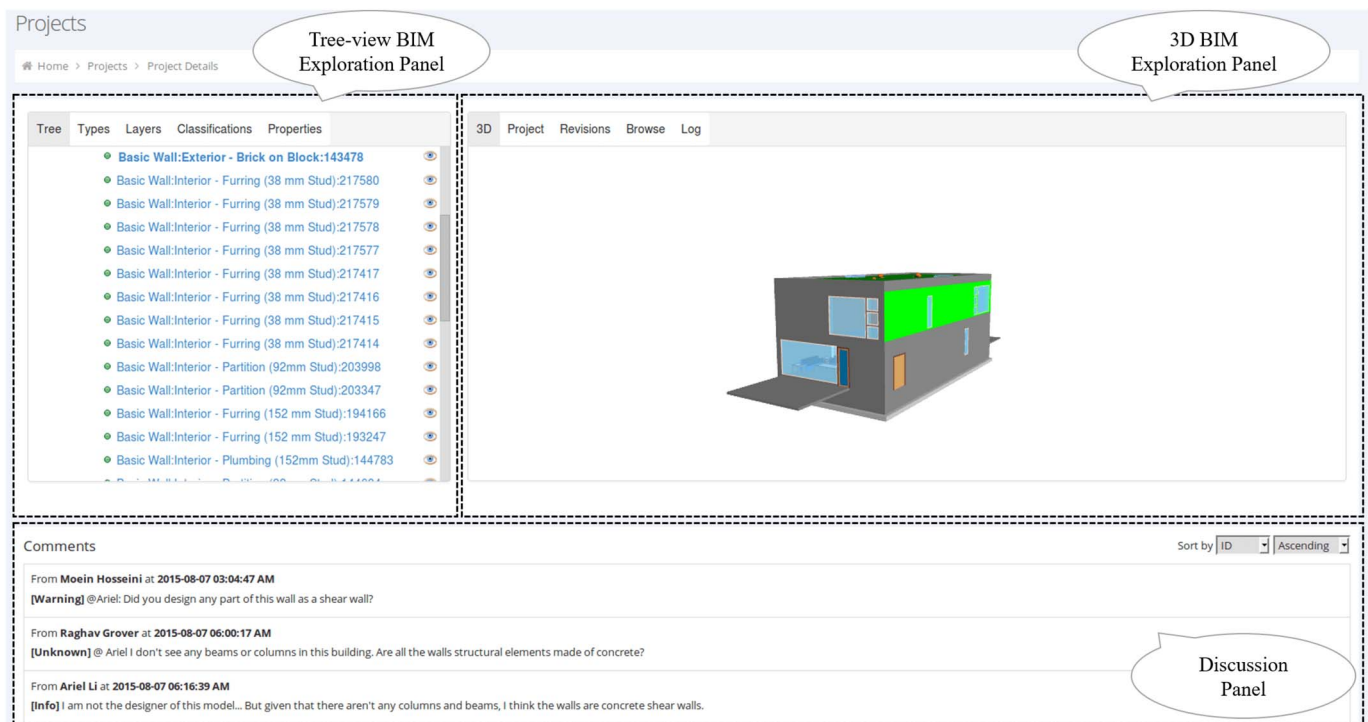 Projects
Tree-view BIM
Exploration Panel
3D BIM
Exploration Panel
Home > Projects > Project Details
Tree Types Layers Classifications Properties
Basic Wall:Exterior - Brick on Block:143478
Basic Wall:Interior - Furring (38 mm Stud):217580
Basic Wall:Interior - Furring (38 mm Stud):217579
Basic Wall:Interior - Furring (38 mm Stud):217578
Basic Wall:Interior - Furring (38 mm Stud):217577
Basic Wall:Interior - Furring (38 mm Stud):217417
Basic Wall:Interior - Furring (38 mm Stud):217416
Basic Wall:Interior - Furring (38 mm Stud):217415
Basic Wall:Interior - Furring (38 mm Stud):217414
Basic Wall:Interior - Partition (92mm Stud):203998
Basic Wall:Interior - Partition (92mm Stud):203347
Basic Wall:Interior - Furring (152 mm Stud):194166
Basic Wall:Interior - Furring (152 mm Stud):193247
Basic Wall:Interior - Plumbing (152mm Stud):144783
3D Project Revisions Browse Log
Comments
Sort by ID Ascending
From Moein Hosseini at 2015-08-07 03:04:47 AM
[Warning] @Ariel: Did you design any part of this wall as a shear wall?
From Raghav Grover at 2015-08-07 06:00:17 AM
[Unknown] @ Ariel I don't see any beams or columns in this building. Are all the walls structural elements made of concrete?
From Ariel Li at 2015-08-07 06:16:39 AM
[Info] I am not the designer of this model... But given that there aren't any columns and beams, I think the walls are concrete shear walls.
Discussion
Panel